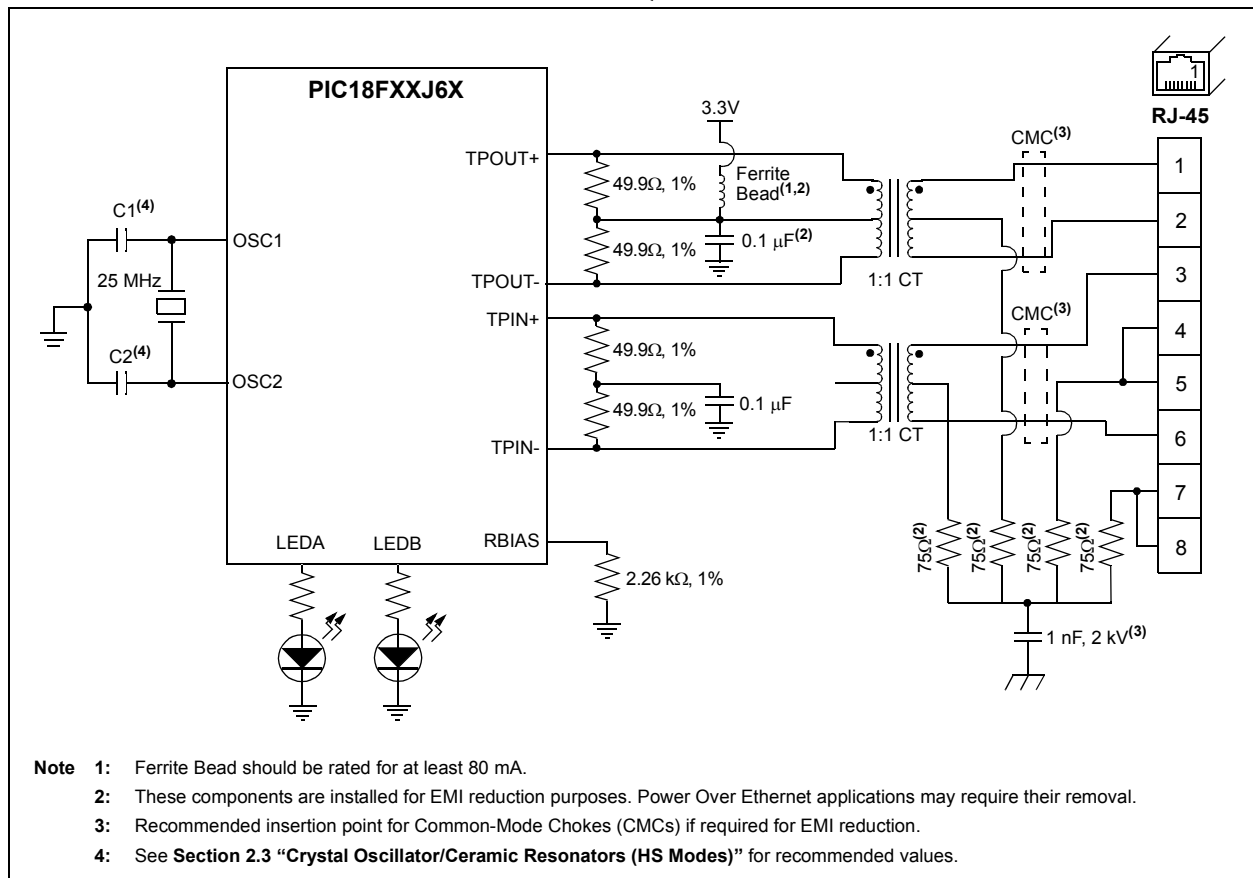 PIC18FXXJ6X
1
RJ-45
3.3V
CMC(3)
TPOUT+
49.9Ω, 1%
Ferrite
Bead(1,2)
1
C1(4)
OSC1
2
0.1 μF(2)
49.9Ω, 1%
25 MHz
TPOUT-
1:1 CT
3
TPIN+
CMC(3)
4
49.9Ω, 1%
C2(4)
OSC2
5
0.1 μF
49.9Ω, 1%
1:1 CT
6
TPIN-
7
LEDA
LEDB
RBIAS
75Ω(2)
75Ω(2)
75Ω(2)
75Ω(2)
8
2.26 kΩ, 1%
1 nF, 2 kV(3)
Note 1: Ferrite Bead should be rated for at least 80 mA.
2: These components are installed for EMI reduction purposes. Power Over Ethernet applications may require their removal.
3: Recommended insertion point for Common-Mode Chokes (CMCs) if required for EMI reduction.
4: See Section 2.3 “Crystal Oscillator/Ceramic Resonators (HS Modes)” for recommended values.